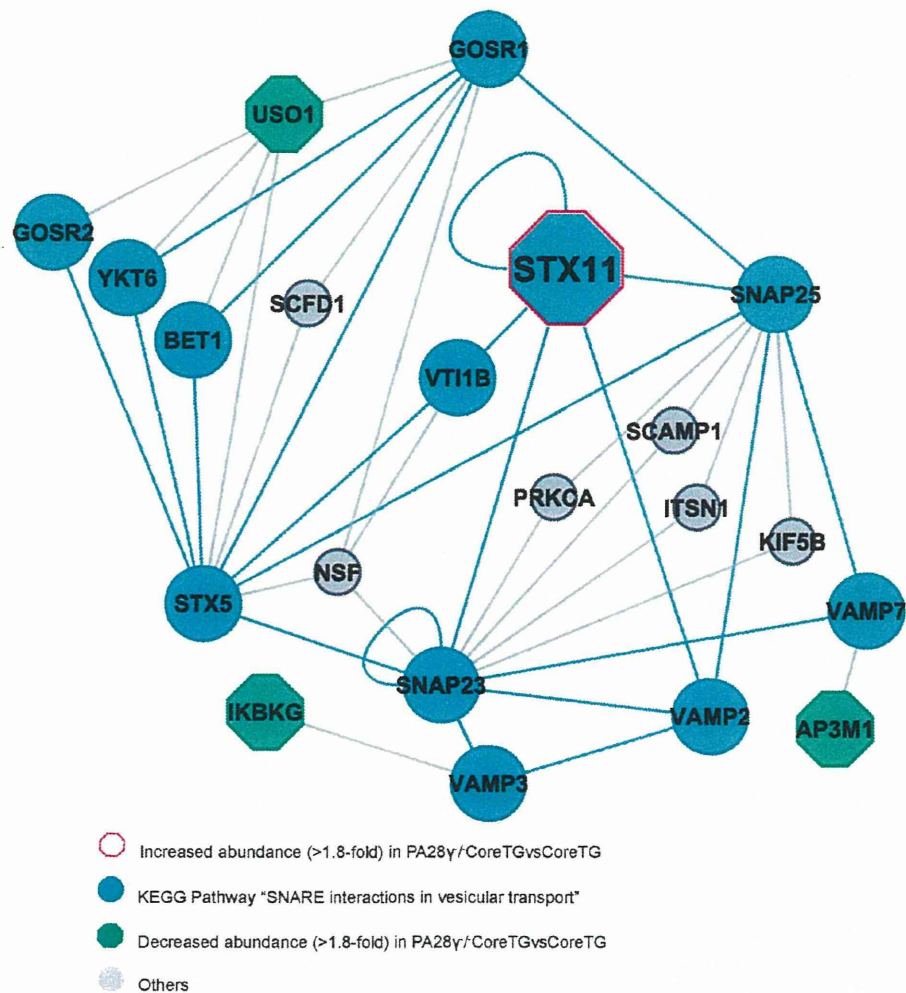 GOSR1
USO1
GOSR2
YKT6
STX11
SNAP25
SCFD1
BET1
VTI1B
SCAMP1
PRKCA
ITSN1
KIF5B
NSF
STX5
VAMP7
SNAP23
IKBKG
VAMP2
AP3M1
VAMP3
Increased abundance (>1.8-fold) in PA28γ/-CoreTGvsCoreTG
KEGG Pathway "SNARE interactions in vesicular transport"
Decreased abundance (>1.8-fold) in PA28γ/-CoreTGvsCoreTG
Others